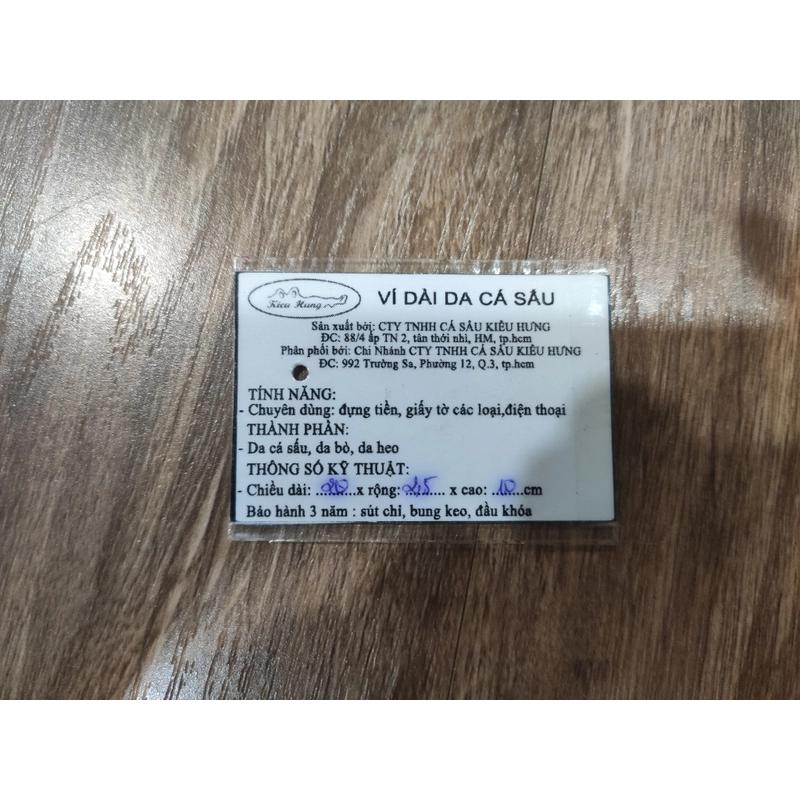 Kieu Hung
VÍ DÀI DA CÁ SẤU
Sản xuất bởi: CTY TNHH CÁ SẤU KIỀU HƯNG
ĐC: 88/4 ấp TN 2, tân thới nhì, HM, tp.hcm
Phân phối bởi: Chi Nhánh CTY TNHH CÁ SẤU KIỀU HƯNG
ĐC: 992 Trường Sa, Phường 12, Q.3, tp.hcm
TÍNH NĂNG:
- Chuyên dùng: đựng tiền, giấy tờ các loại,điện thoại
THÀNH PHẦN:
- Da cá sấu, da bò, da heo
THÔNG SỐ KỸ THUẬT:
- Chiều dài: ...20... x rộng: 2.5 ... x cao: ..10...cm
Bảo hành 3 năm : sút chỉ, bung keo, đầu khóa